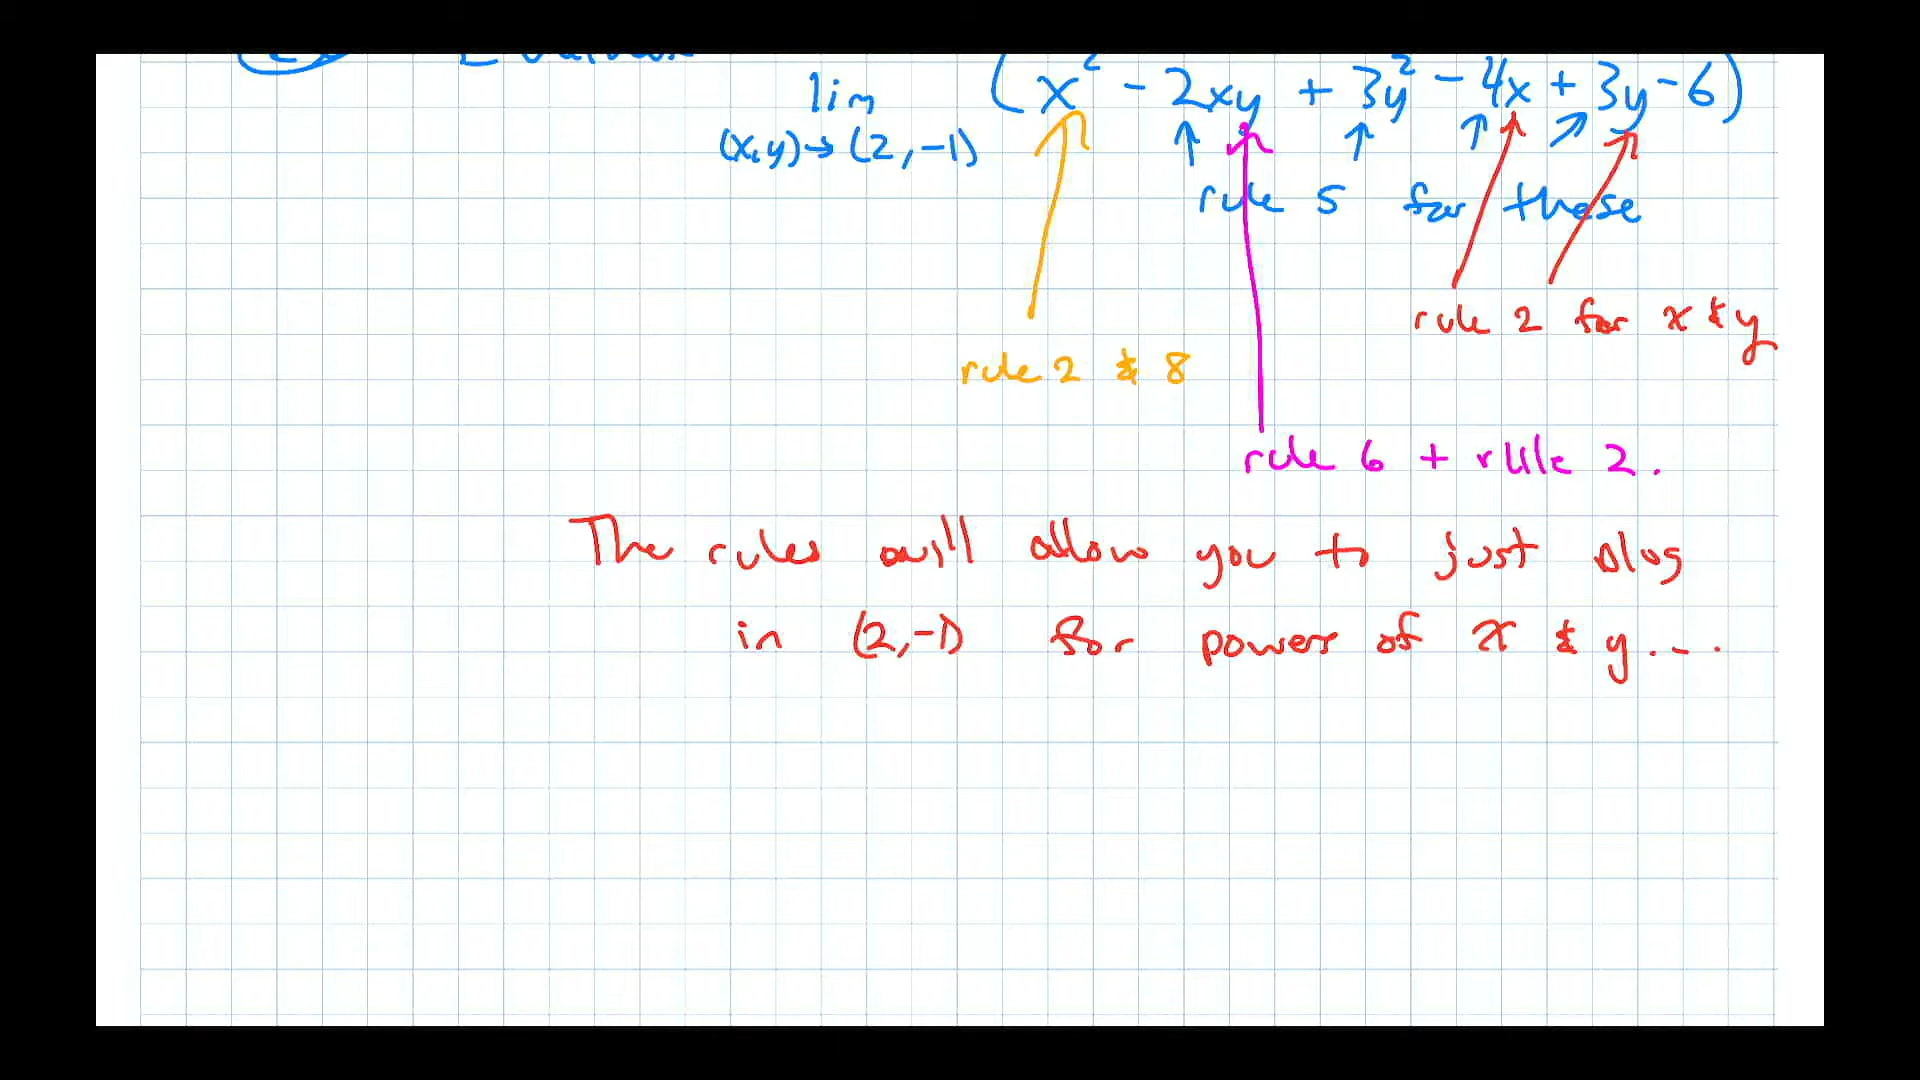 lim (x² - 2xy + 3y² - 4x + 3y - 6)
(x,y)→(2,-1)
rule 5 for these
rule 2 for x & y
rule 2 & 8
rule 6 + rule 2.
The rules will allow you to just plug
in (2,-1) for powers of x & y...